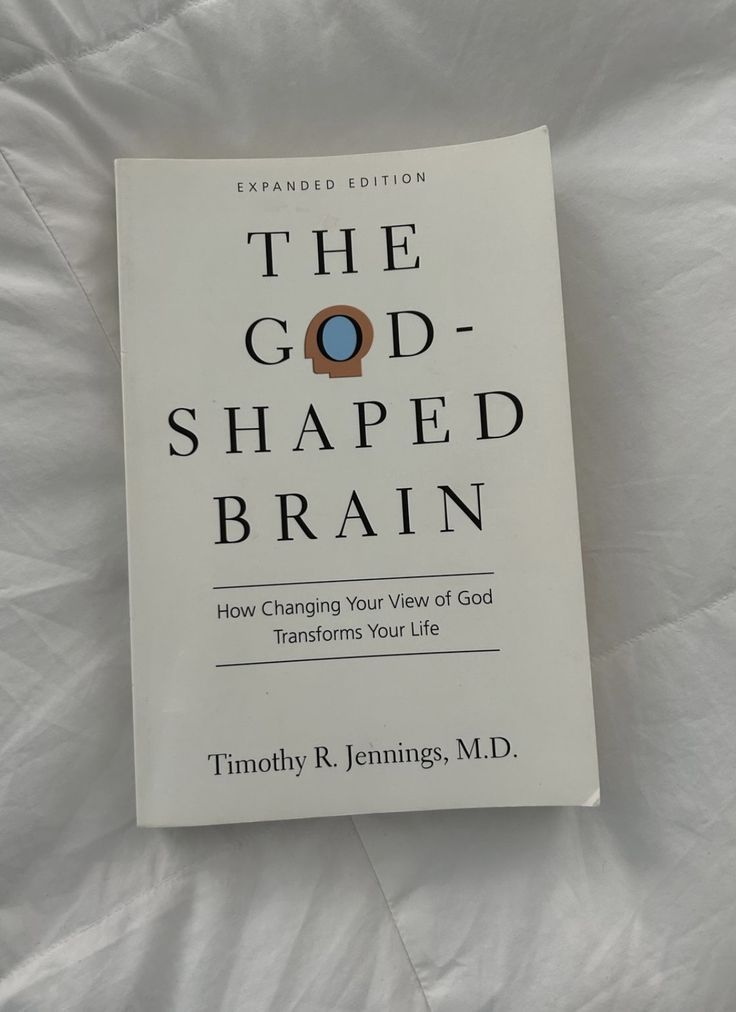 EXPANDED EDITION
THE
GOD-
SHAPED
BRAIN
How Changing Your View of God
Transforms Your Life
Timothy R. Jennings, M.D.